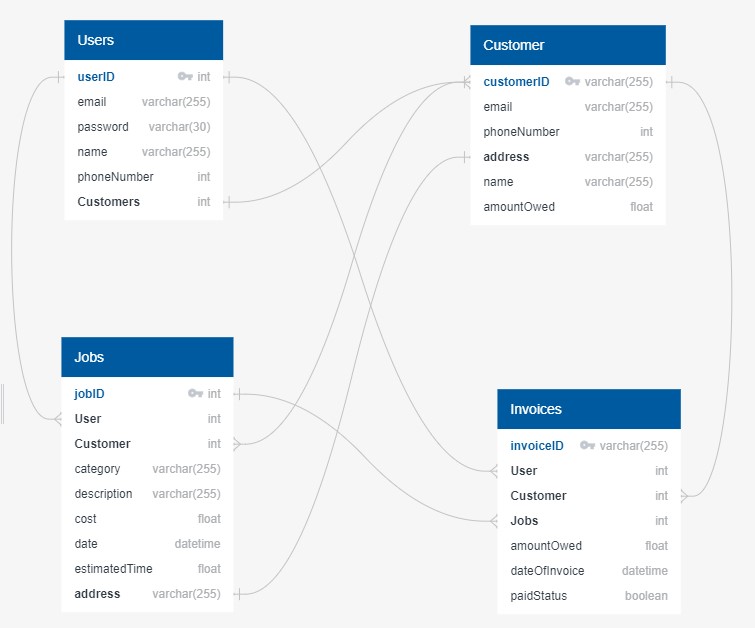 Users
userID int
email varchar(255)
password varchar(30)
name varchar(255)
phoneNumber int
Customers int
Customer
customerID varchar(255)
email varchar(255)
phoneNumber int
address varchar(255)
name varchar(255)
amountOwed float
Jobs
jobID int
User int
Customer int
category varchar(255)
description varchar(255)
cost float
date datetime
estimatedTime float
address varchar(255)
Invoices
invoiceID varchar(255)
User int
Customer int
Jobs int
amountOwed float
dateOfInvoice datetime
paidStatus boolean